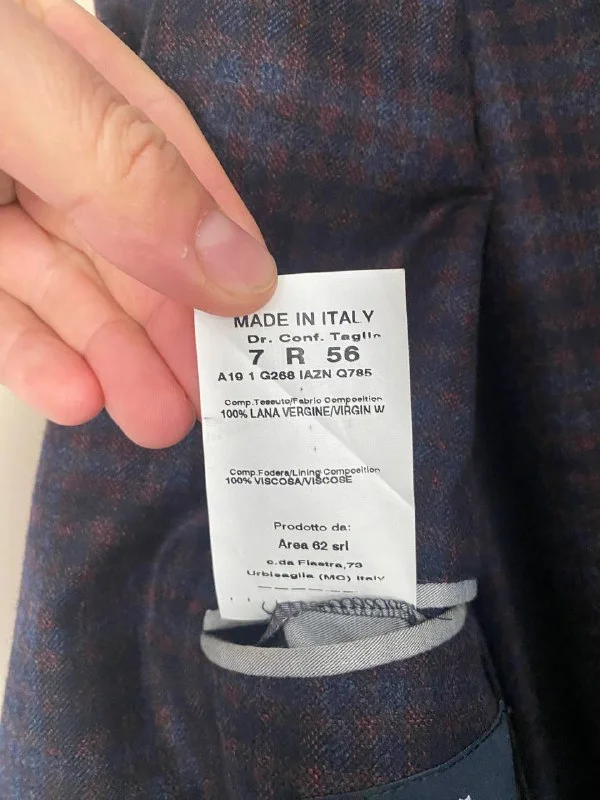 MADE IN ITALY
Dr. Conf. Taglia
7 R 56
A19 1 G268 IAZN Q785
Comp.Tessuto/Fabric Composition
100% LANA VERGINE/VIRGIN W
Comp.Fodera/Lining Composition
100% VISCOSA/VISCOSE
Prodotto da:
Area 62 srl
c.da Fiastra,73
Urbisaglia (MC) Italy